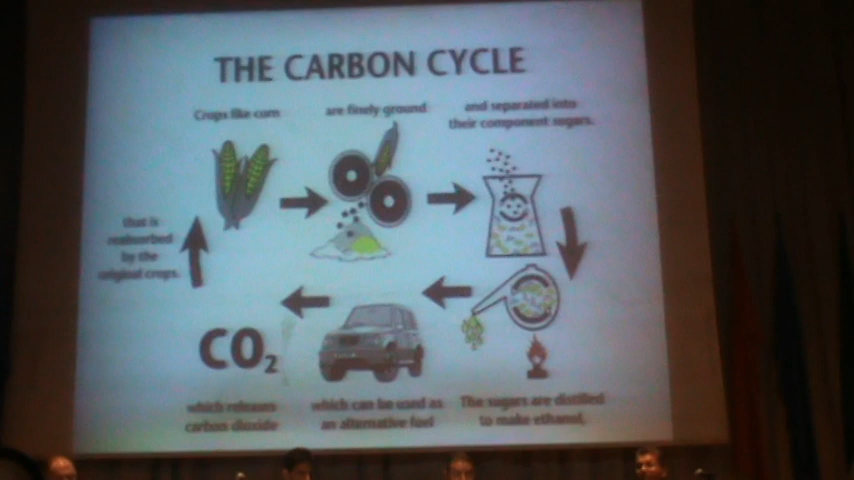 THE CARBON CYCLE
Crops like corn
are finely ground
and separated into
their component sugars.
that is
reabsorbed
by the
original crops.
CO2
which releases
carbon dioxide
which can be used as
an alternative fuel
The sugars are distilled
to make ethanol,